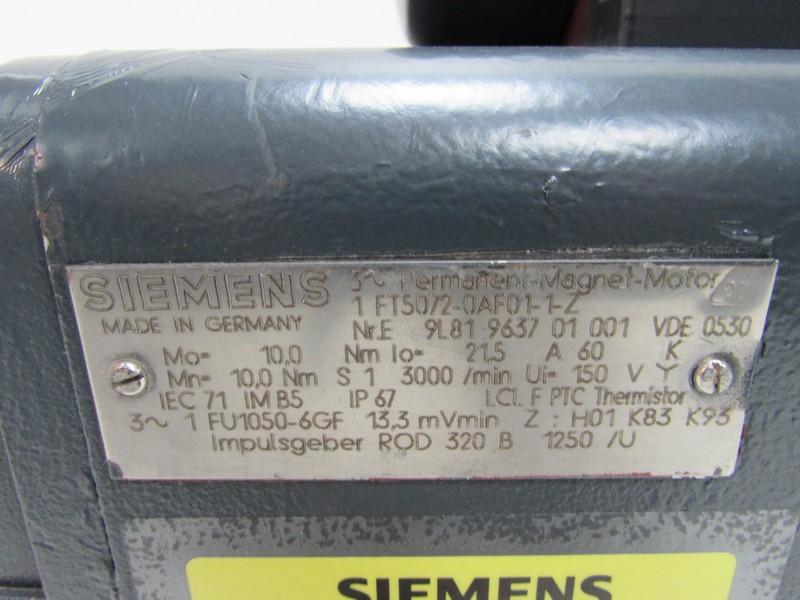 SIEMENS 3~ Permanent-Magnet-Motor
1 FT5072-0AF01-1-Z
MADE IN GERMANY Nr.E 9L81 9637 01 001 VDE 0530
Mo= 10,0 Nm Io= 21,5 A 60 K
Mn= 10,0 Nm S 1 3000 /min Ui= 150 V Y
IEC 71 IM B5 IP 67 I.Cl. F PTC Thermistor
3~ 1 FU1050-6GF 13,3 mVmin Z : H01 K83 K93
Impulsgeber ROD 320 B 1250 /U
SIEMENS